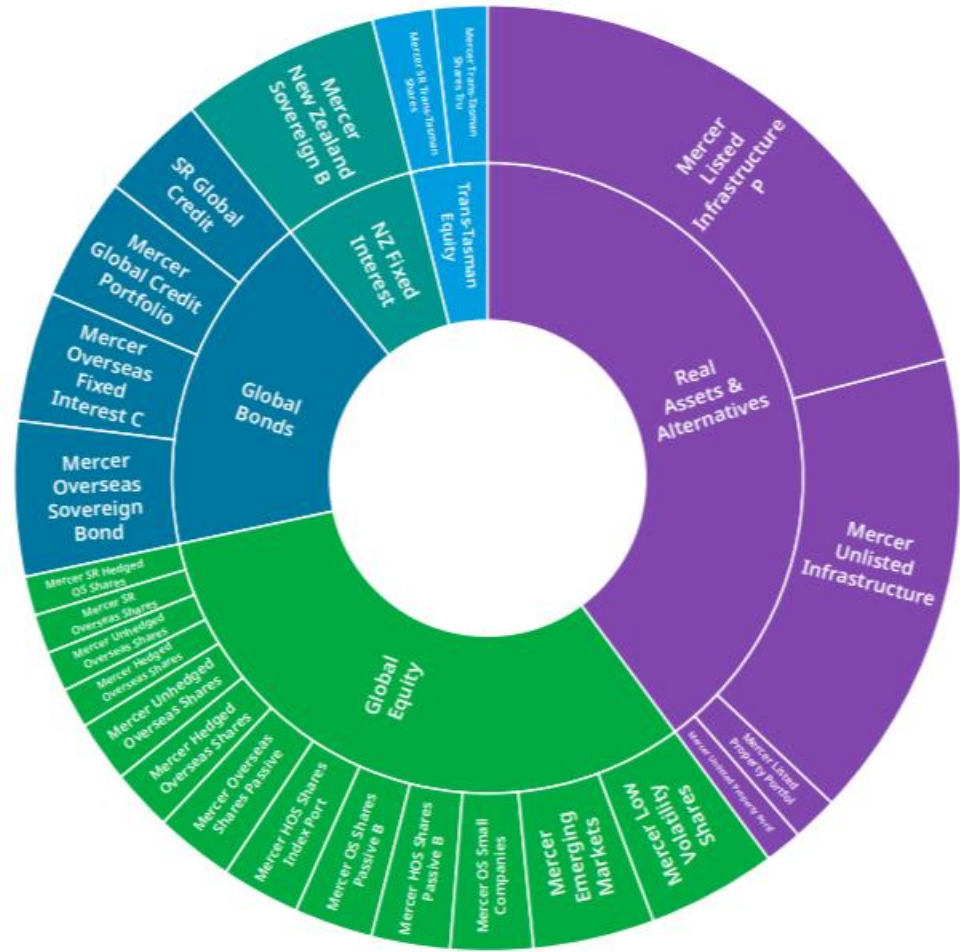 Real
Assets &
Alternatives
Mercer
Listed
Infrastructure
P
Mercer
Unlisted
Infrastructure
Mercer Listed
Property Portfol
Mercer Unlisted Property Portf
Global
Equity
Mercer Low
Volatility
Shares
Mercer
Emerging
Markets
Mercer OS Small
Companies
Mercer HOS Shares
Passive B
Mercer OS Shares
Passive B
Mercer HOS Shares
Index Port
Mercer Overseas
Shares Passive
Mercer Hedged
Overseas Shares
Mercer Unhedged
Overseas Shares
Mercer Hedged
Overseas Shares
Mercer Unhedged
Overseas Shares
Mercer SR
Overseas Shares
Mercer SR Hedged
OS Shares
Global
Bonds
Mercer
Overseas
Sovereign
Bond
Mercer
Overseas
Fixed
Interest C
Mercer
Global Credit
Portfolio
SR Global
Credit
NZ Fixed
Interest
Mercer
New Zealand
Sovereign B
Trans-Tasman
Equity
Mercer SR Trans-Tasman
Shares
Mercer Trans-Tasman
Shares Tru